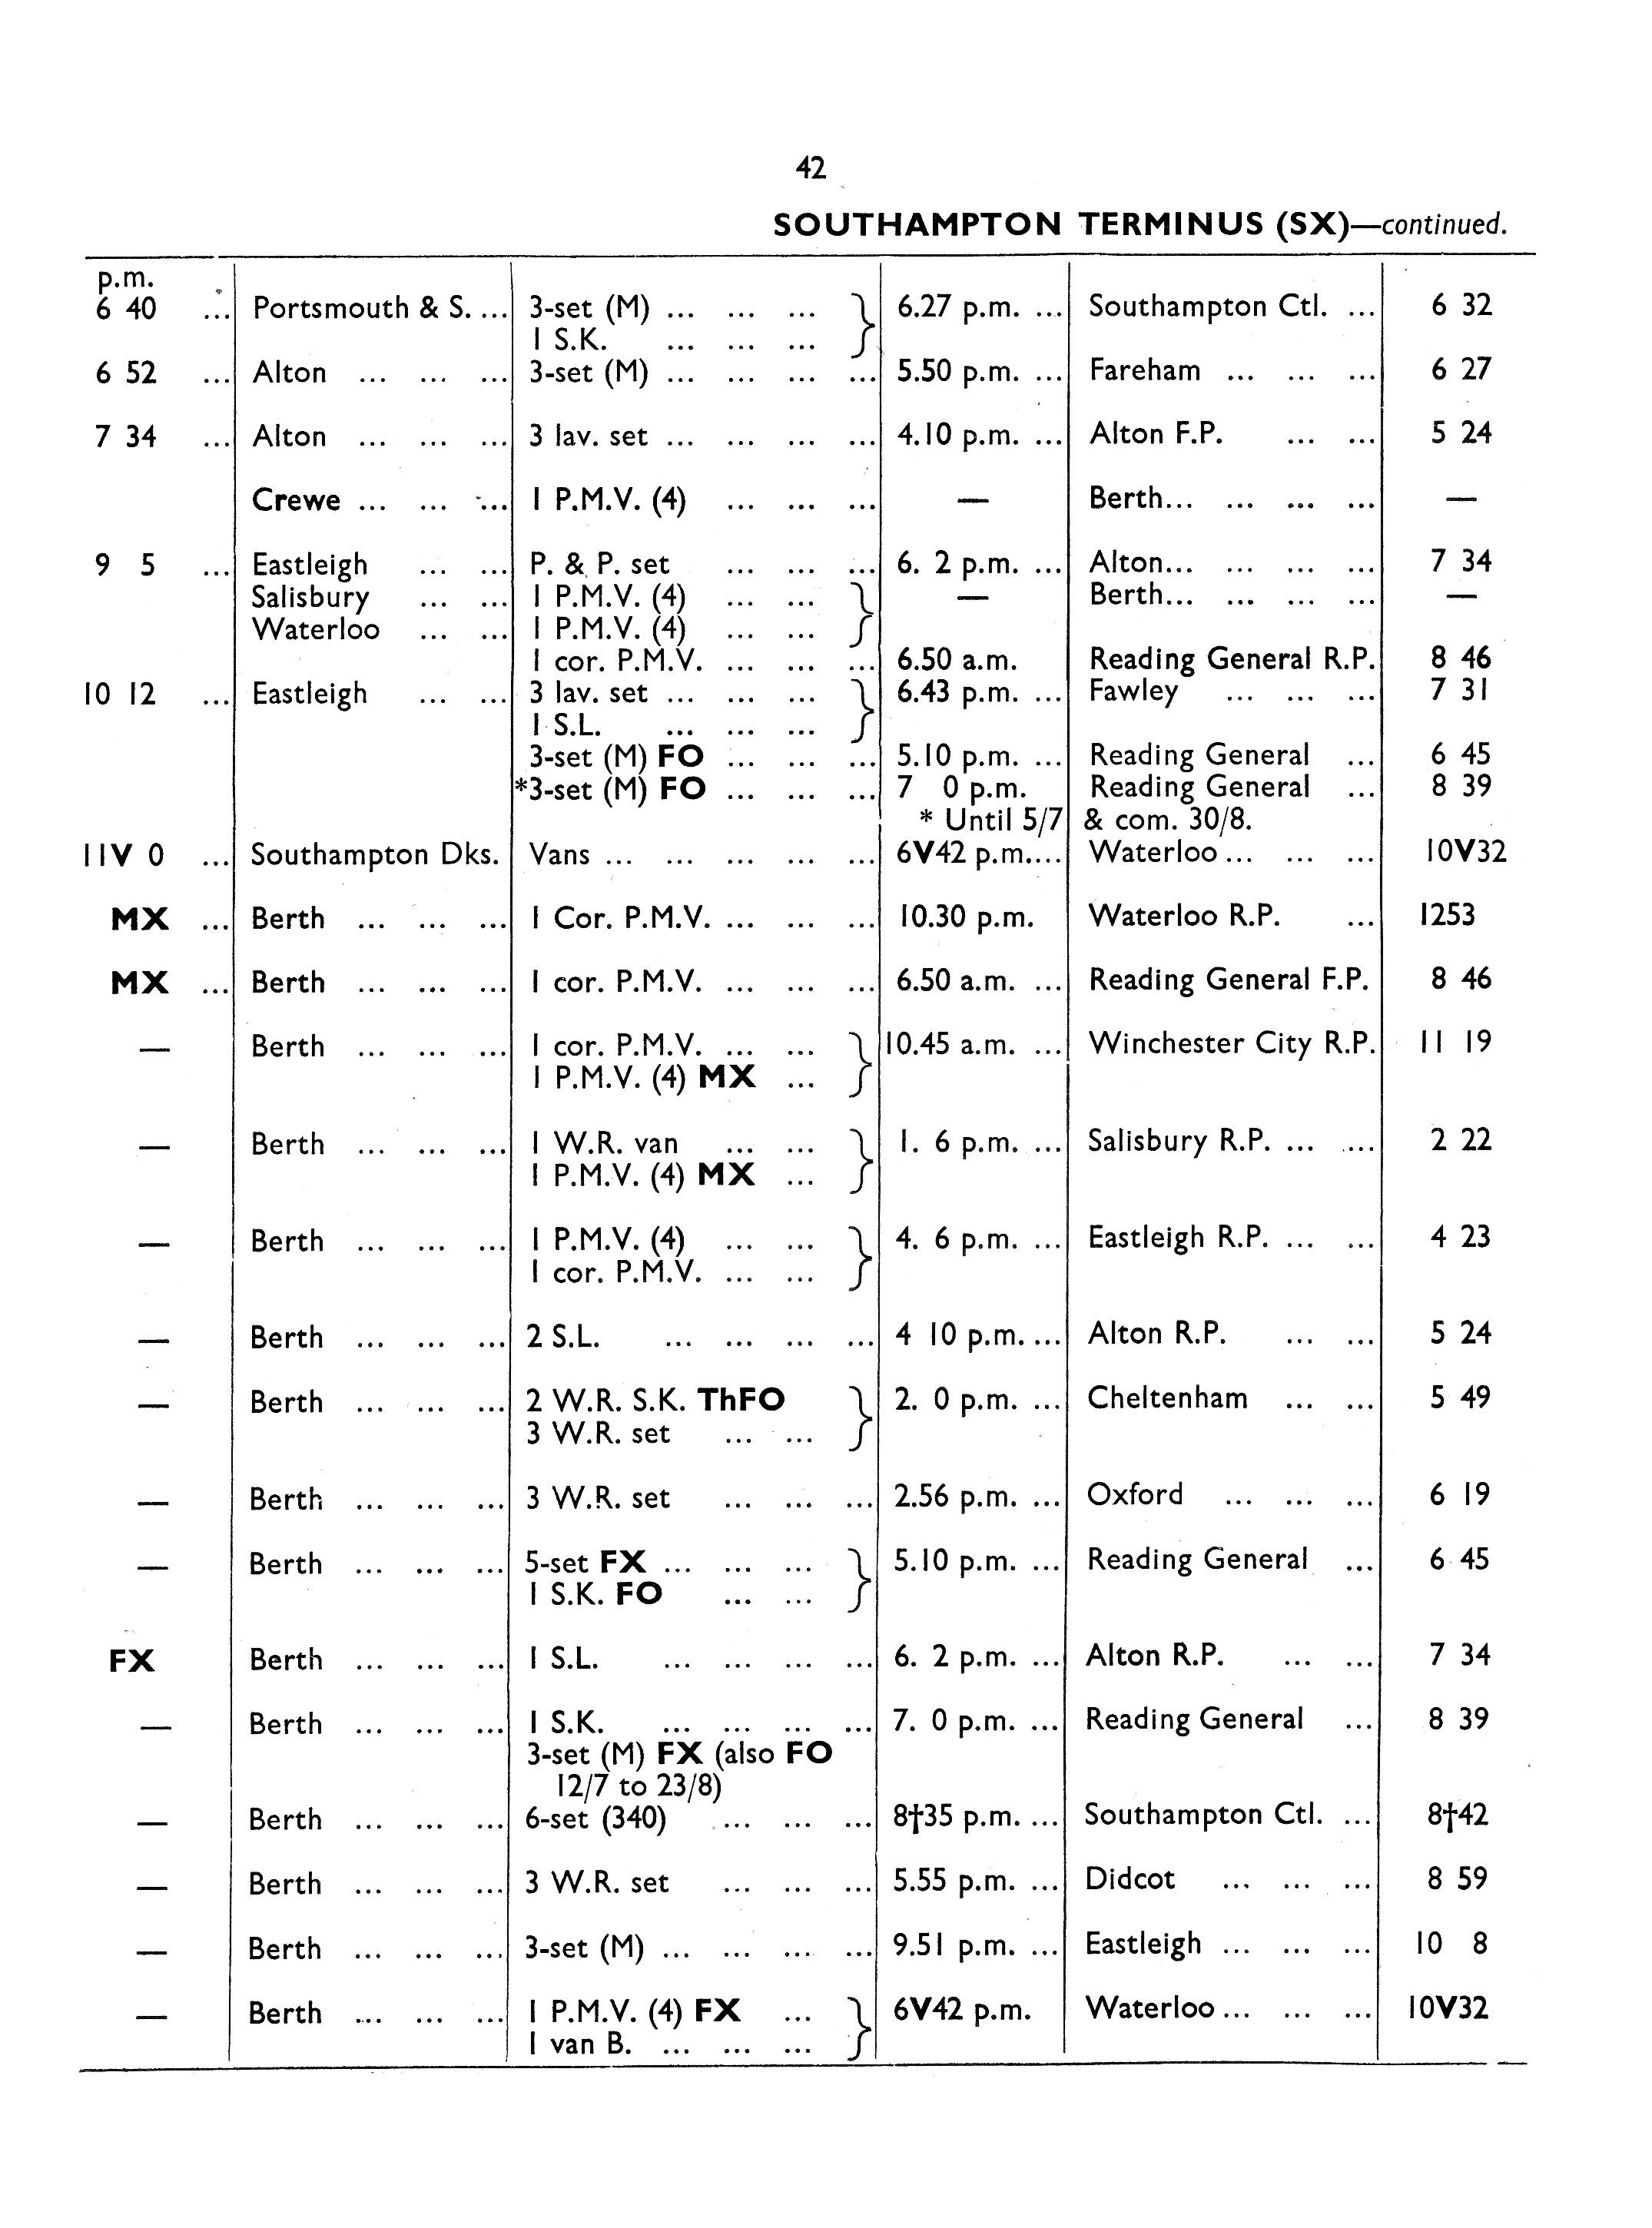 42
SOUTHAMPTON TERMINUS (SX)—continued.
p.m.
6 40 ... Portsmouth & S. ... 3-set (M) ... ... ... } 6.27 p.m. ... Southampton Ctl. ... 6 32
1 S.K. ... ... ...
6 52 ... Alton ... ... ... 3-set (M) ... ... ... ... 5.50 p.m. ... Fareham ... ... ... 6 27
7 34 ... Alton ... ... ... 3 lav. set ... ... ... ... 4.10 p.m. ... Alton F.P. ... ... 5 24
Crewe ... ... ... 1 P.M.V. (4) ... ... ... — Berth... ... ... ... —
9 5 ... Eastleigh ... ... P. & P. set ... ... ... 6. 2 p.m. ... Alton... ... ... ... 7 34
Salisbury ... ... 1 P.M.V. (4) ... ... } — Berth... ... ... ... —
Waterloo ... ... 1 P.M.V. (4) ... ...
1 cor. P.M.V. ... ... ... 6.50 a.m. Reading General R.P. 8 46
10 12 ... Eastleigh ... ... 3 lav. set ... ... ... } 6.43 p.m. ... Fawley ... ... ... 7 31
1 S.L. ... ... ...
3-set (M) FO ... ... ... 5.10 p.m. ... Reading General ... 6 45
*3-set (M) FO ... ... ... 7 0 p.m. Reading General ... 8 39
* Until 5/7 & com. 30/8.
11V 0 ... Southampton Dks. Vans ... ... ... ... ... 6V42 p.m.... Waterloo ... ... ... 10V32
MX ... Berth ... ... ... 1 Cor. P.M.V. ... ... ... 10.30 p.m. Waterloo R.P. ... 1253
MX ... Berth ... ... ... 1 cor. P.M.V. ... ... ... 6.50 a.m. ... Reading General F.P. 8 46
— Berth ... ... ... 1 cor. P.M.V. ... ... } 10.45 a.m. ... Winchester City R.P. 11 19
1 P.M.V. (4) MX ...
— Berth ... ... ... 1 W.R. van ... ... } 1. 6 p.m. ... Salisbury R.P. ... ... 2 22
1 P.M.V. (4) MX ...
— Berth ... ... ... 1 P.M.V. (4) ... ... } 4. 6 p.m. ... Eastleigh R.P. ... ... 4 23
1 cor. P.M.V. ... ...
— Berth ... ... ... 2 S.L. ... ... ... ... 4 10 p.m. ... Alton R.P. ... ... 5 24
— Berth ... ... ... 2 W.R. S.K. ThFO } 2. 0 p.m. ... Cheltenham ... ... 5 49
3 W.R. set ... ...
— Berth ... ... ... 3 W.R. set ... ... ... 2.56 p.m. ... Oxford ... ... ... 6 19
— Berth ... ... ... 5-set FX ... ... ... } 5.10 p.m. ... Reading General ... 6 45
1 S.K. FO ... ...
FX Berth ... ... ... 1 S.L. ... ... ... ... 6. 2 p.m. ... Alton R.P. ... ... 7 34
— Berth ... ... ... 1 S.K. ... ... ... ... 7. 0 p.m. ... Reading General ... 8 39
3-set (M) FX (also FO
12/7 to 23/8)
— Berth ... ... ... 6-set (340) ... ... ... 8†35 p.m. ... Southampton Ctl. ... 8†42
— Berth ... ... ... 3 W.R. set ... ... ... 5.55 p.m. ... Didcot ... ... ... 8 59
— Berth ... ... ... 3-set (M) ... ... ... ... 9.51 p.m. ... Eastleigh ... ... ... 10 8
— Berth ... ... ... 1 P.M.V. (4) FX ... } 6V42 p.m. Waterloo ... ... ... 10V32
1 van B. ... ... ...